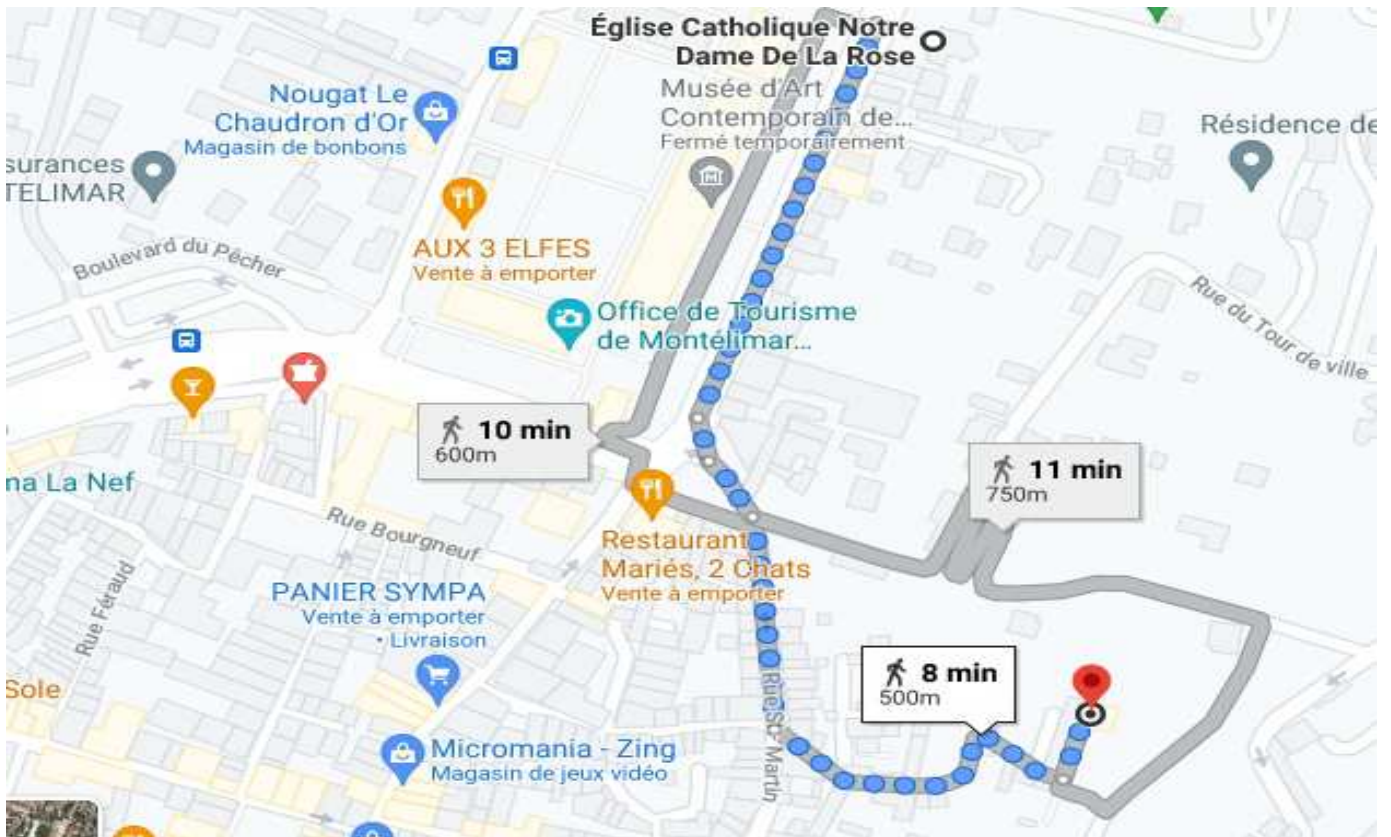 Église Catholique Notre
Dame De La Rose
Musée d'Art
Contemporain de...
Fermé temporairement
Nougat Le
Chaudron d'Or
Magasin de bonbons
Résidence de
surances
TELIMAR
AUX 3 ELFES
Vente à emporter
Boulevard du Pêcher
Rue du Tour de ville
Office de Tourisme
de Montélimar...
10 min
600m
11 min
750m
ma La Nef
Rue Bourgneuf
Restaurant
Mariés, 2 Chats
Vente à emporter
PANIER SYMPA
Vente à emporter
• Livraison
Rue Féraud
8 min
500m
Sole
Rue St Martin
Micromania - Zing
Magasin de jeux vidéo